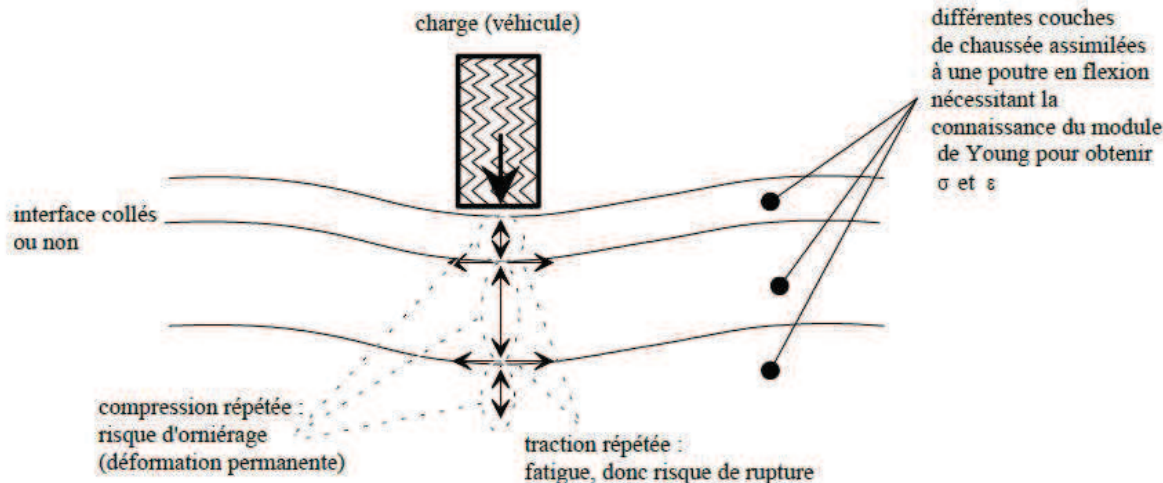 charge (véhicule)
différentes couches
de chaussée assimilées
à une poutre en flexion
nécessitant la
connaissance du module
de Young pour obtenir
σ et ε
interface collés
ou non
compression répétée :
risque d'orniérage
(déformation permanente)
traction répétée :
fatigue, donc risque de rupture